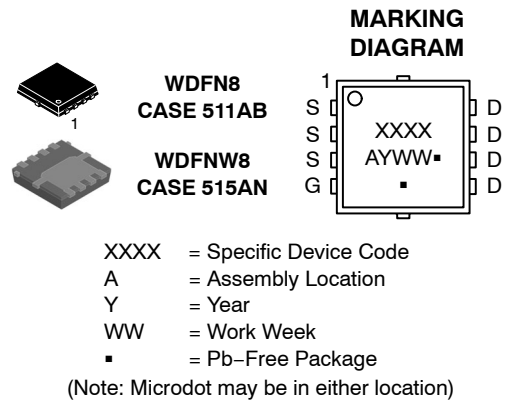 MARKING
DIAGRAM
WDFN8
CASE 511AB
1
WDFNW8
CASE 515AN
1
S D
S XXXX D
S AYWW▪ D
G ▪ D
XXXX = Specific Device Code
A = Assembly Location
Y = Year
WW = Work Week
▪ = Pb−Free Package
(Note: Microdot may be in either location)